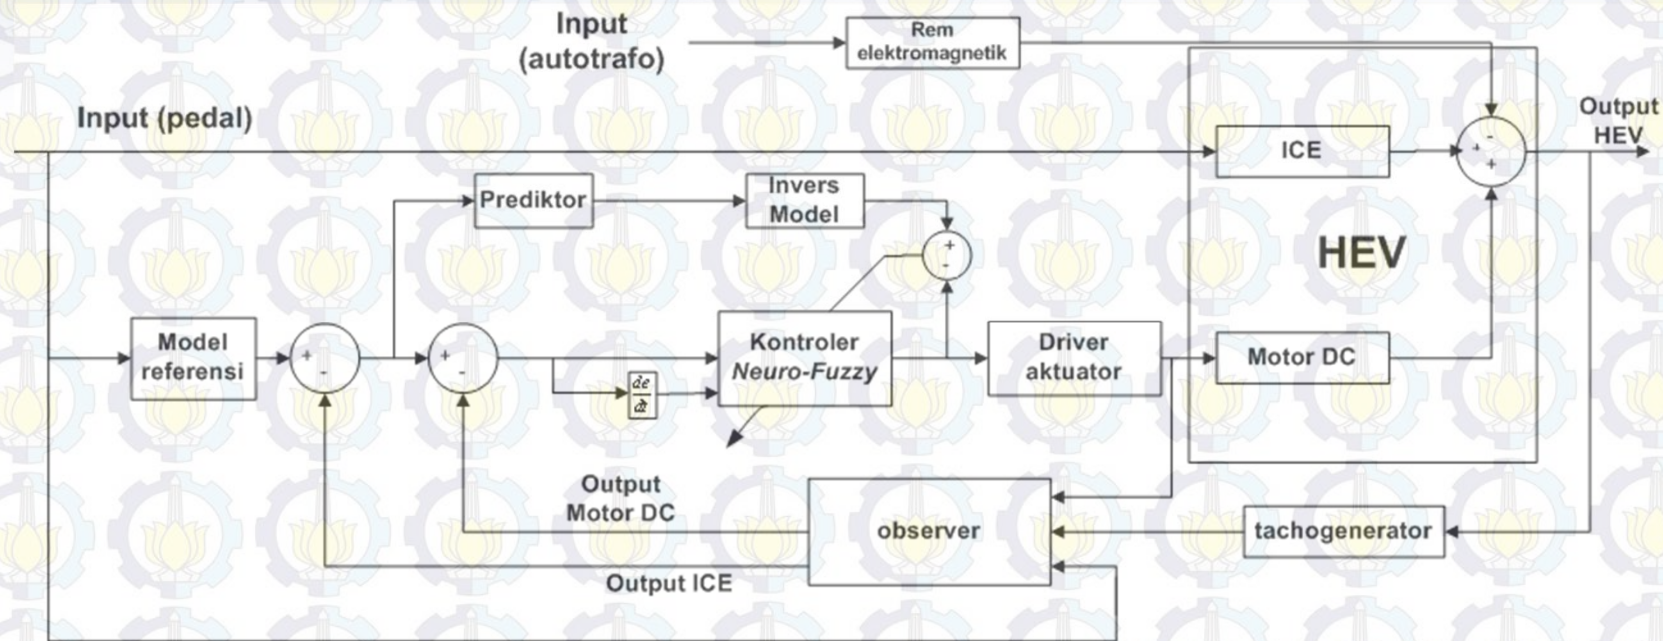 Input
(autotrafo)
Rem
elektromagnetik
Input (pedal)
Output
HEV
ICE
-
+
+
Prediktor
Invers
Model
+
-
HEV
Model
referensi
+
-
+
-
Kontroler
Neuro-Fuzzy
Driver
aktuator
Motor DC
de
dt
Output
Motor DC
observer
tachogenerator
Output ICE